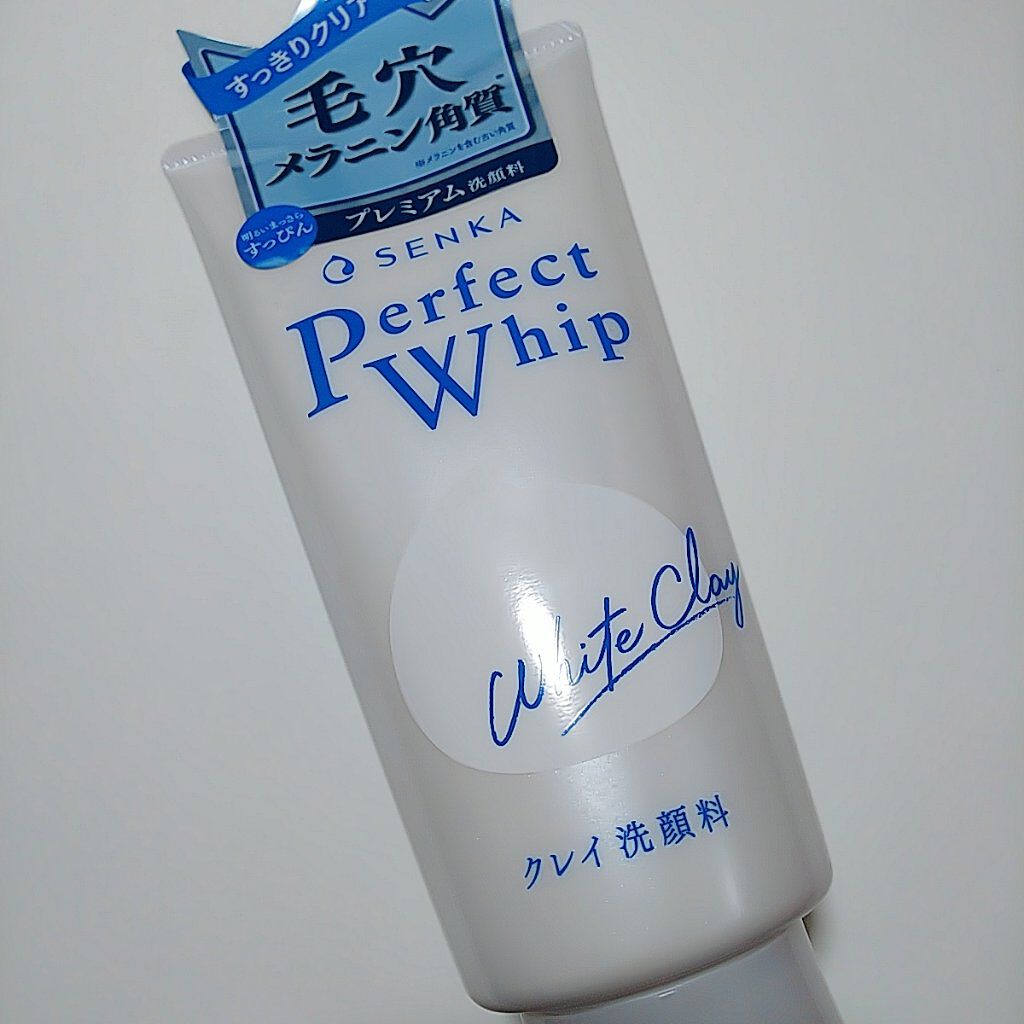 すっきりクリア
毛穴
メラニン角質*
*メラニンを含む古い角質
プレミアム洗顔料
明るいまっさら
すっぴん
SENKA
Perfect
Whip
White Clay
クレイ洗顔料